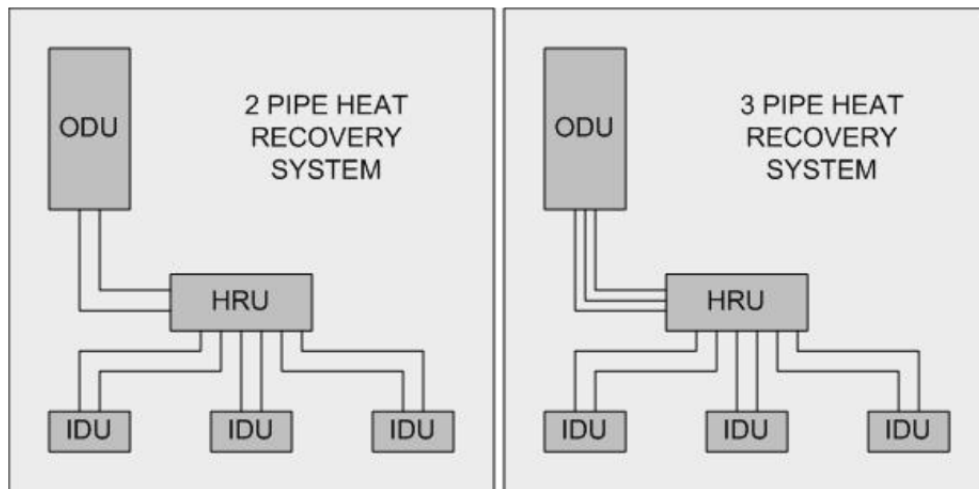 ODU
2 PIPE HEAT
RECOVERY
SYSTEM
HRU
IDU
IDU
IDU
ODU
3 PIPE HEAT
RECOVERY
SYSTEM
HRU
IDU
IDU
IDU